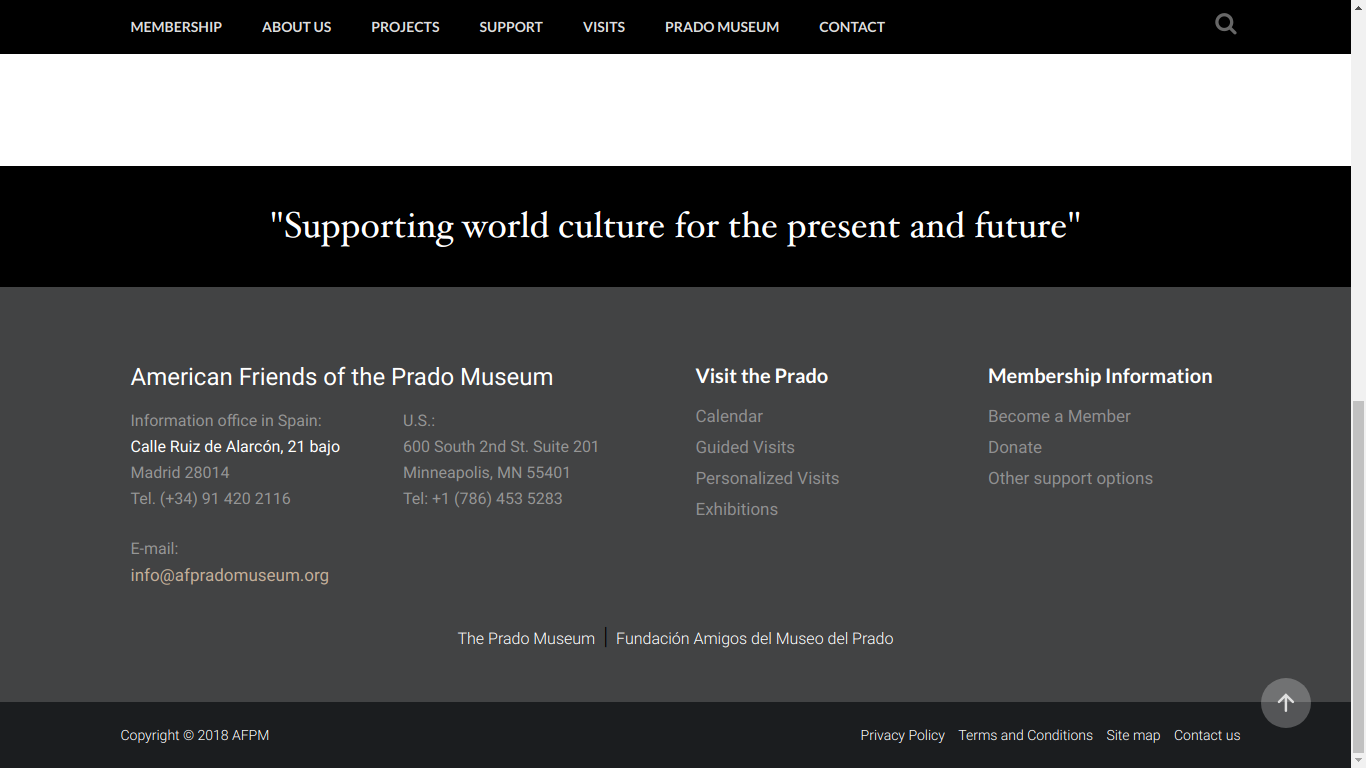 MEMBERSHIP ABOUT US PROJECTS SUPPORT VISITS PRADO MUSEUM CONTACT
"Supporting world culture for the present and future"
American Friends of the Prado Museum
Information office in Spain:
Calle Ruiz de Alarcón, 21 bajo
Madrid 28014
Tel. (+34) 91 420 2116
U.S.:
600 South 2nd St. Suite 201
Minneapolis, MN 55401
Tel: +1 (786) 453 5283
E-mail:
info@afpradomuseum.org
Visit the Prado
Calendar
Guided Visits
Personalized Visits
Exhibitions
Membership Information
Become a Member
Donate
Other support options
The Prado Museum | Fundación Amigos del Museo del Prado
Copyright © 2018 AFPM
Privacy Policy Terms and Conditions Site map Contact us